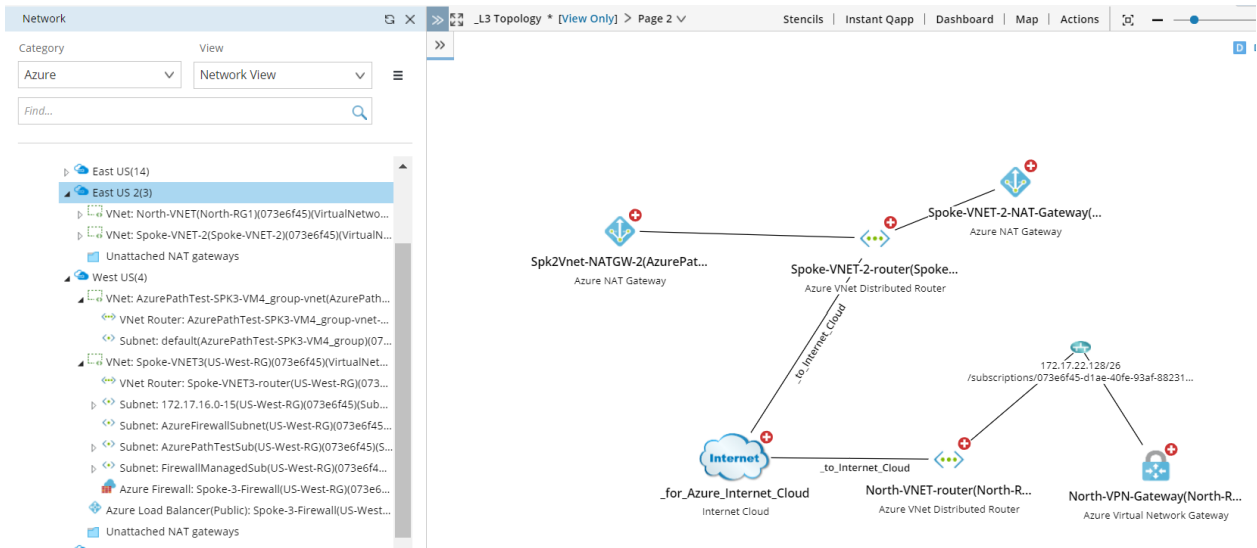 Network
_L3 Topology * [View Only] > Page 2
Stencils | Instant Qapp | Dashboard | Map | Actions
Category
View
Azure
Network View
Find...
East US(14)
East US 2(3)
VNet: North-VNET(North-RG1)(073e6f45)(VirtualNetwo...
VNet: Spoke-VNET-2(Spoke-VNET-2)(073e6f45)(VirtualN...
Unattached NAT gateways
West US(4)
VNet: AzurePathTest-SPK3-VM4_group-vnet(AzurePath...
VNet Router: AzurePathTest-SPK3-VM4_group-vnet-...
Subnet: default(AzurePathTest-SPK3-VM4_group)(07...
VNet: Spoke-VNET3(US-West-RG)(073e6f45)(VirtualNet...
VNet Router: Spoke-VNET3-router(US-West-RG)(073...
Subnet: 172.17.16.0-15(US-West-RG)(073e6f45)(Sub...
Subnet: AzureFirewallSubnet(US-West-RG)(073e6f45...
Subnet: AzurePathTestSub(US-West-RG)(073e6f45)(S...
Subnet: FirewallManagedSub(US-West-RG)(073e6f4...
Azure Firewall: Spoke-3-Firewall(US-West-RG)(073e6...
Azure Load Balancer(Public): Spoke-3-Firewall(US-West...
Unattached NAT gateways
D
Spoke-VNET-2-NAT-Gateway(...
Azure NAT Gateway
Spk2Vnet-NATGW-2(AzurePat...
Azure NAT Gateway
Spoke-VNET-2-router(Spoke...
Azure VNet Distributed Router
_to_Internet_Cloud
172.17.22.128/26
/subscriptions/073e6f45-d1ae-40fe-93af-88231...
Internet
_to_Internet_Cloud
_for_Azure_Internet_Cloud
Internet Cloud
North-VNET-router(North-R...
Azure VNet Distributed Router
North-VPN-Gateway(North-R...
Azure Virtual Network Gateway